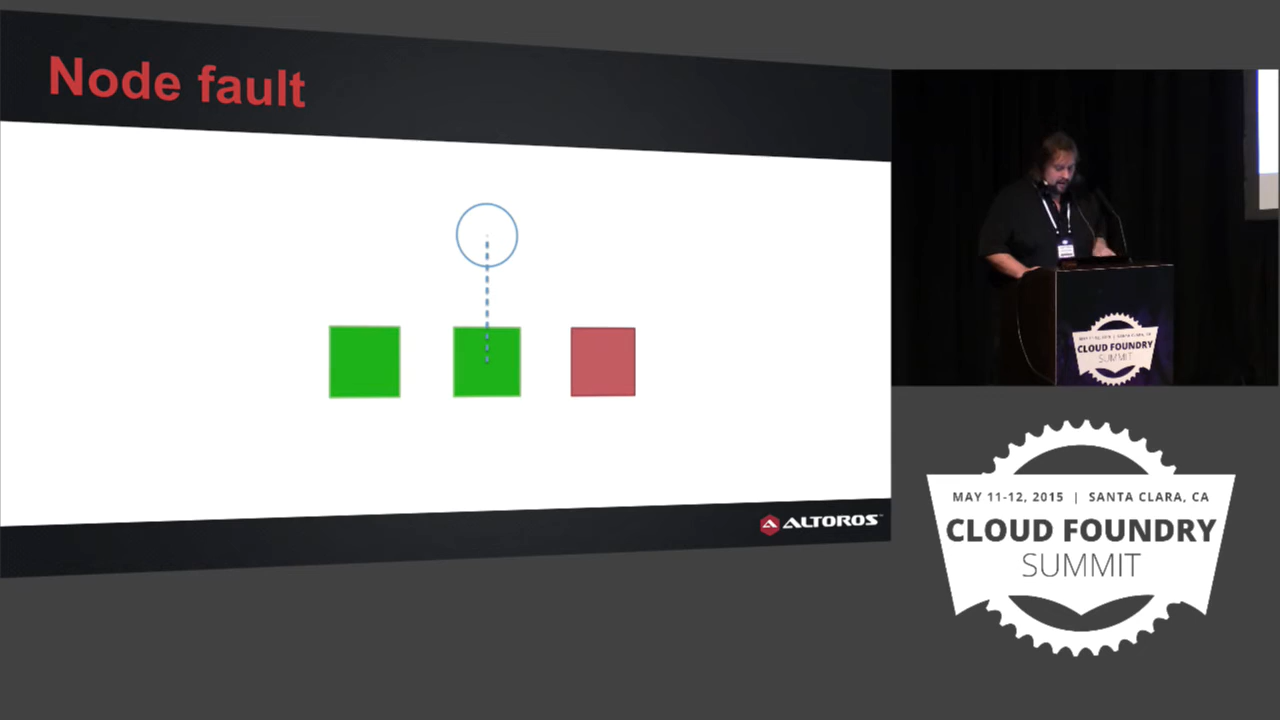 Node fault
ALTOROS
CLOUD FOUNDRY
SUMMIT
MAY 11-12, 2015 | SANTA CLARA, CA
CLOUD FOUNDRY
SUMMIT